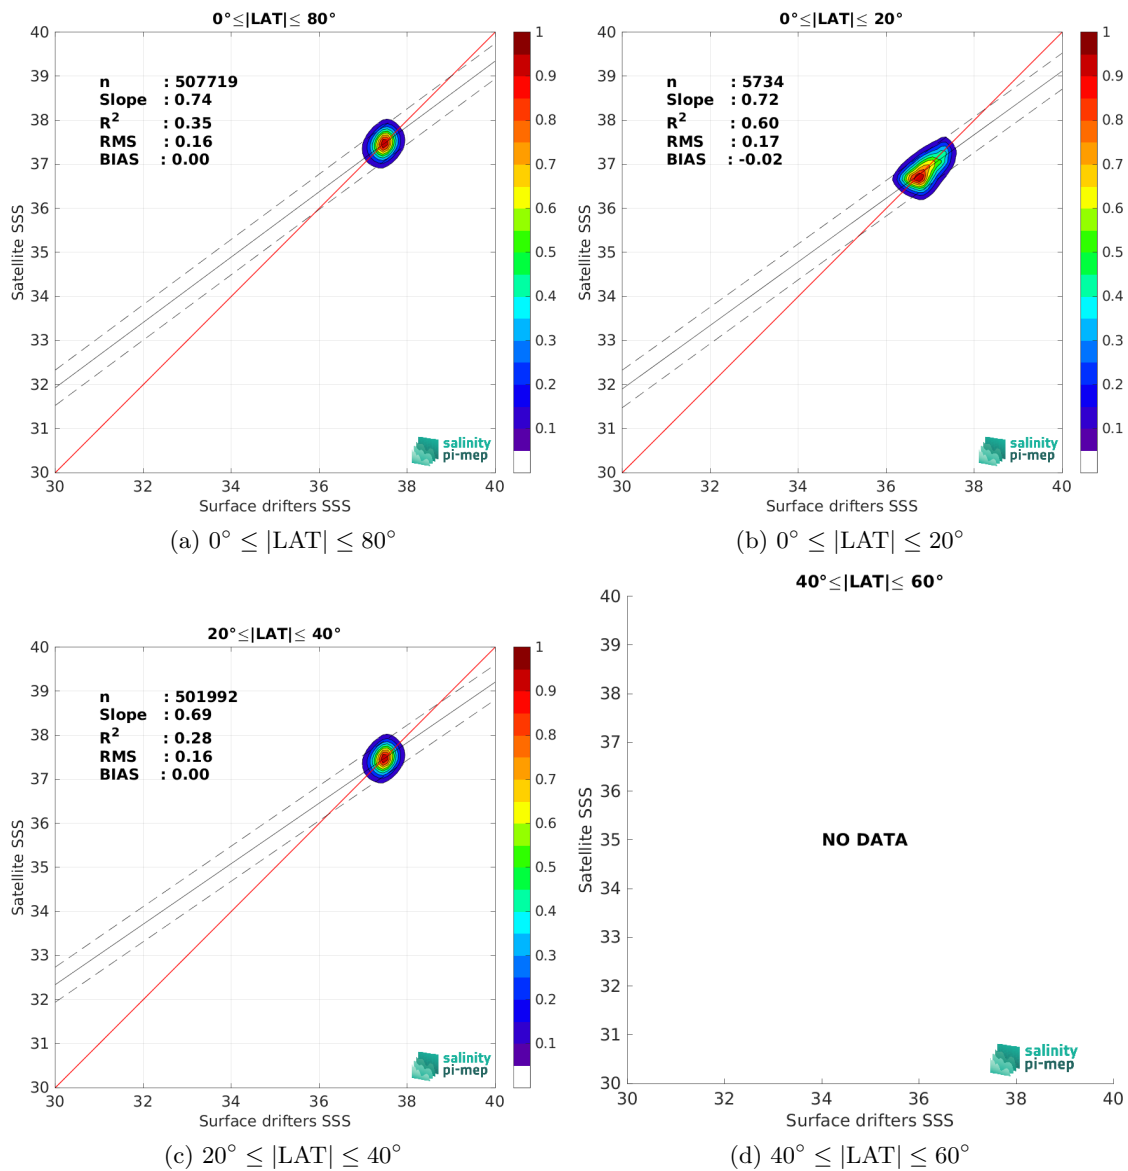 0°≤|LAT|≤ 80°
40
39
38
37
36
35
34
33
32
31
30
Satellite SSS
n : 507719
Slope : 0.74
R2 : 0.35
RMS : 0.16
BIAS : 0.00
1
0.9
0.8
0.7
0.6
0.5
0.4
0.3
0.2
0.1
salinity
pi-mep
30 32 34 36 38 40
Surface drifters SSS
(a) 0° ≤ |LAT| ≤ 80°
0°≤|LAT|≤ 20°
40
39
38
37
36
35
34
33
32
31
30
Satellite SSS
n : 5734
Slope : 0.72
R2 : 0.60
RMS : 0.17
BIAS : -0.02
1
0.9
0.8
0.7
0.6
0.5
0.4
0.3
0.2
0.1
salinity
pi-mep
30 32 34 36 38 40
Surface drifters SSS
(b) 0° ≤ |LAT| ≤ 20°
20°≤|LAT|≤ 40°
40
39
38
37
36
35
34
33
32
31
30
Satellite SSS
n : 501992
Slope : 0.69
R2 : 0.28
RMS : 0.16
BIAS : 0.00
1
0.9
0.8
0.7
0.6
0.5
0.4
0.3
0.2
0.1
salinity
pi-mep
30 32 34 36 38 40
Surface drifters SSS
(c) 20° ≤ |LAT| ≤ 40°
40°≤|LAT|≤ 60°
40
39
38
37
36
35
34
33
32
31
30
Satellite SSS
NO DATA
salinity
pi-mep
30 32 34 36 38 40
Surface drifters SSS
(d) 40° ≤ |LAT| ≤ 60°